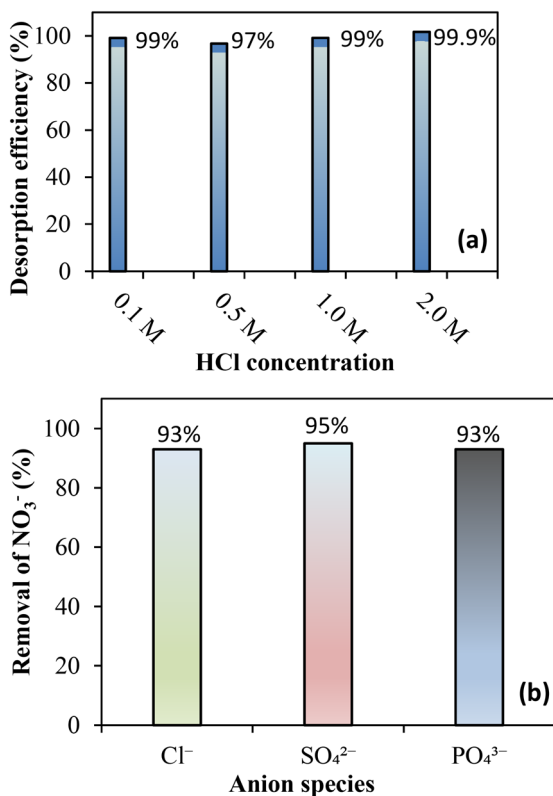 Desorption efficiency (%)
100
80
60
40
20
0
99%
97%
99%
99.9%
(a)
0.1 M
0.5 M
1.0 M
2.0 M
HCl concentration
Removal of NO₃⁻ (%)
100
80
60
40
20
0
93%
95%
93%
(b)
Cl⁻
SO₄²⁻
PO₄³⁻
Anion species